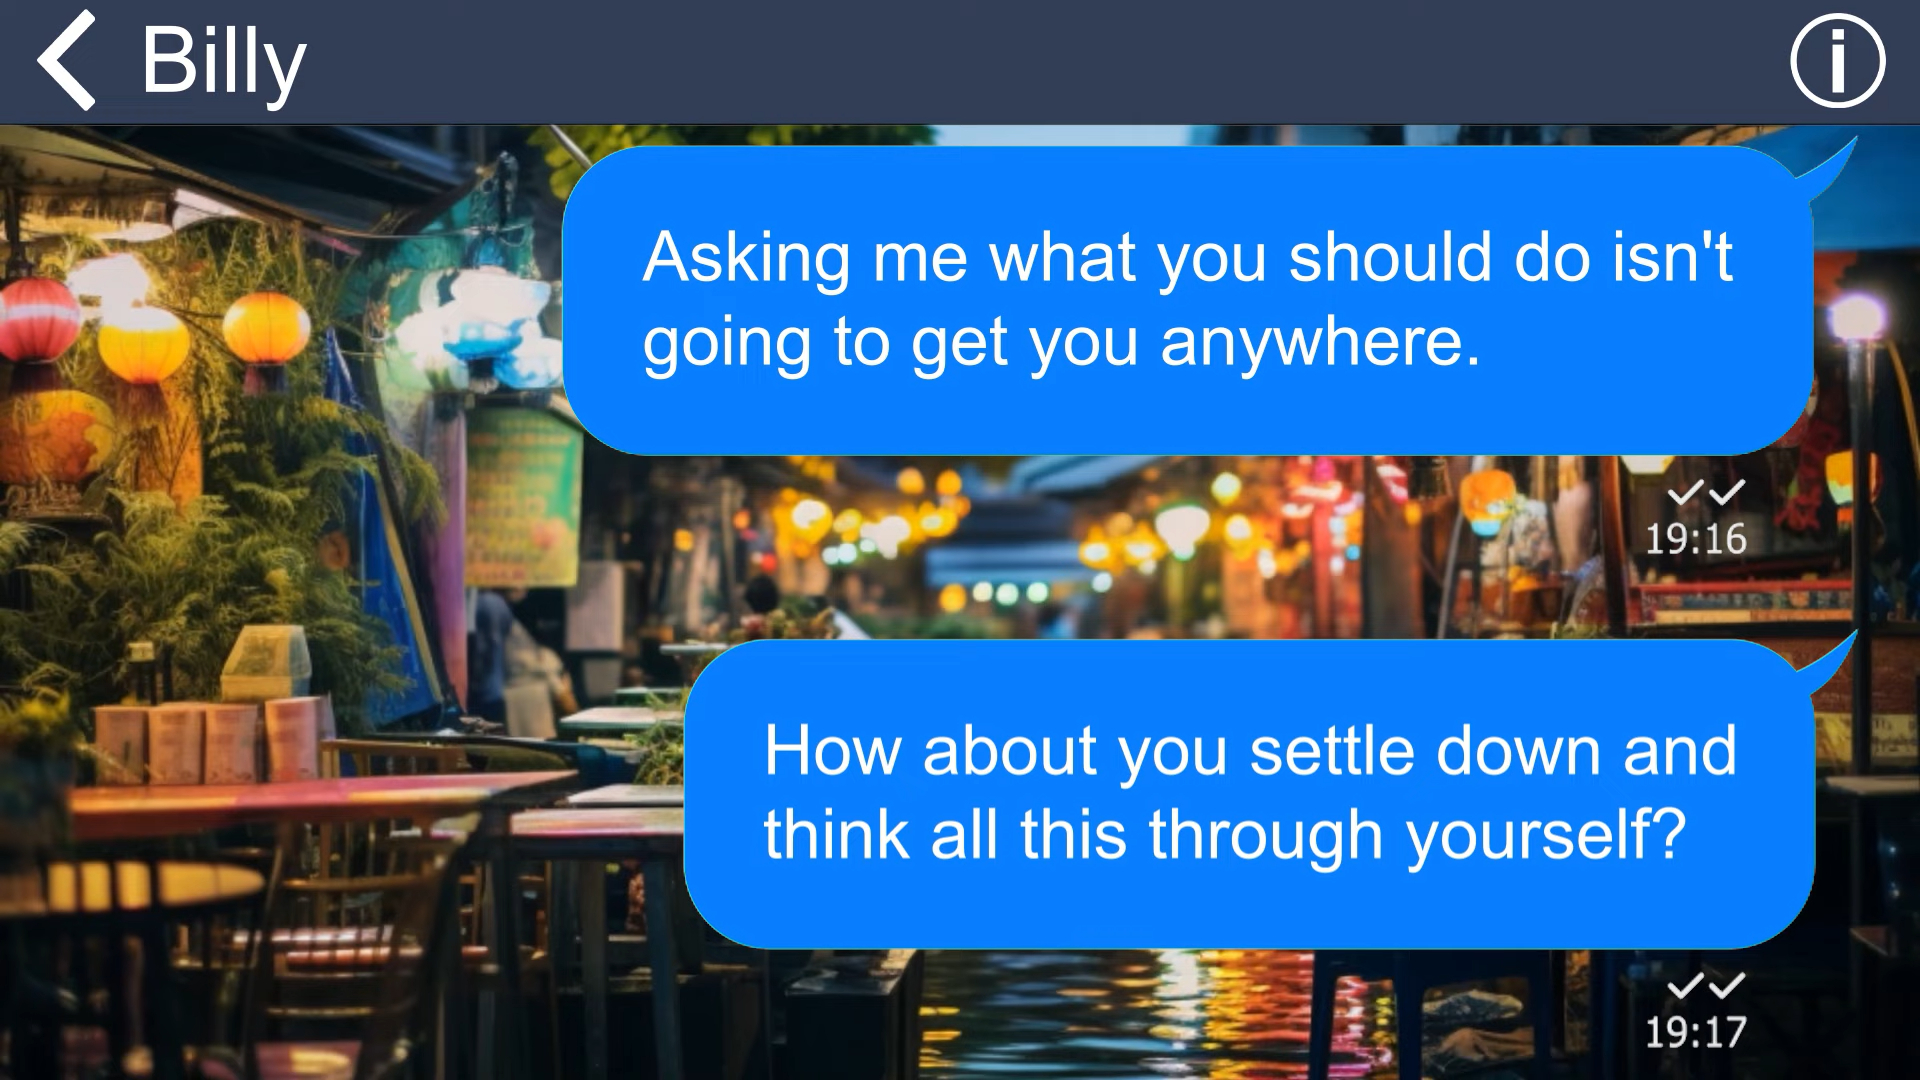 Billy
Asking me what you should do isn't
going to get you anywhere.
19:16
How about you settle down and
think all this through yourself?
19:17